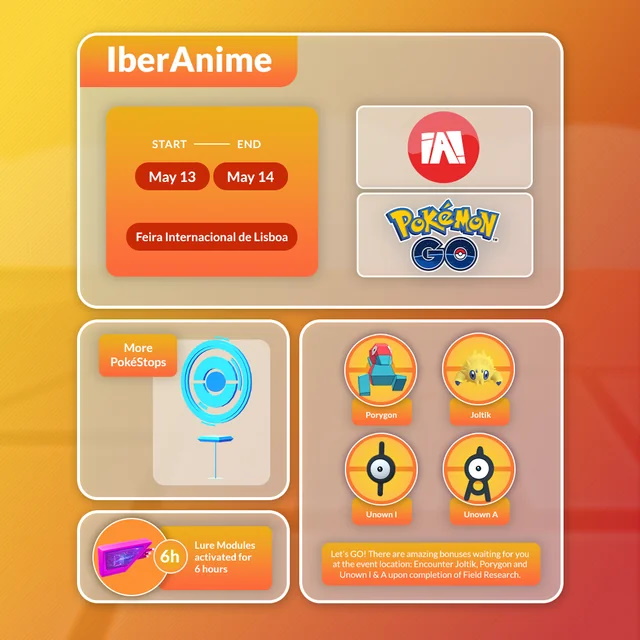 IberAnime
START
END
May 13
May 14
Feira Internacional de Lisboa
iA!
POKéMON
GO
TM
More
PokéStops
6h
Lure Modules
activated for
6 hours
Porygon
Joltik
Unown I
Unown A
Let's GO! There are amazing bonuses waiting for you
at the event location: Encounter Joltik, Porygon and
Unown I & A upon completion of Field Research.